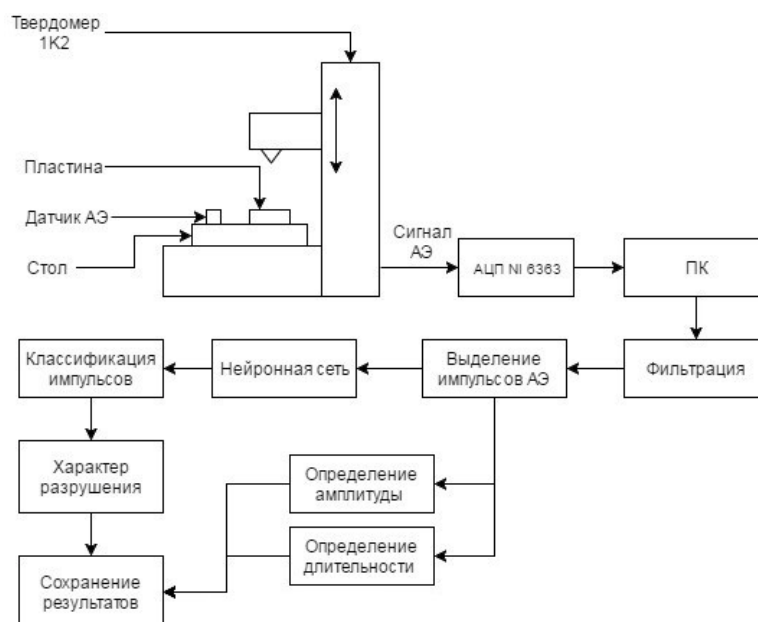 Твердомер
1К2
Пластина
Датчик АЭ
Стол
Сигнал
АЭ
АЦП NI 6363
ПК
Классификация
импульсов
Нейронная сеть
Выделение
импульсов АЭ
Фильтрация
Характер
разрушения
Определение
амплитуды
Определение
длительности
Сохранение
результатов